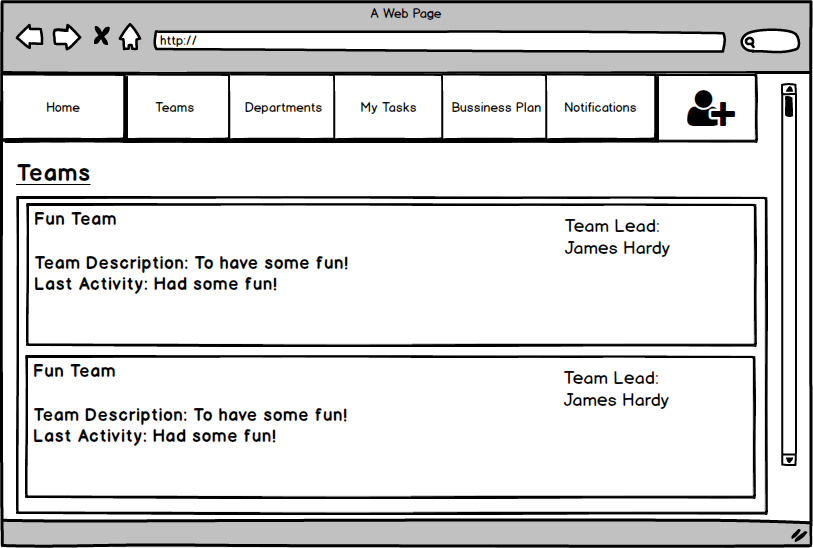 A Web Page
http://
Home Teams Departments My Tasks Bussiness Plan Notifications
Teams
Fun Team
Team Lead:
James Hardy
Team Description: To have some fun!
Last Activity: Had some fun!
Fun Team
Team Lead:
James Hardy
Team Description: To have some fun!
Last Activity: Had some fun!